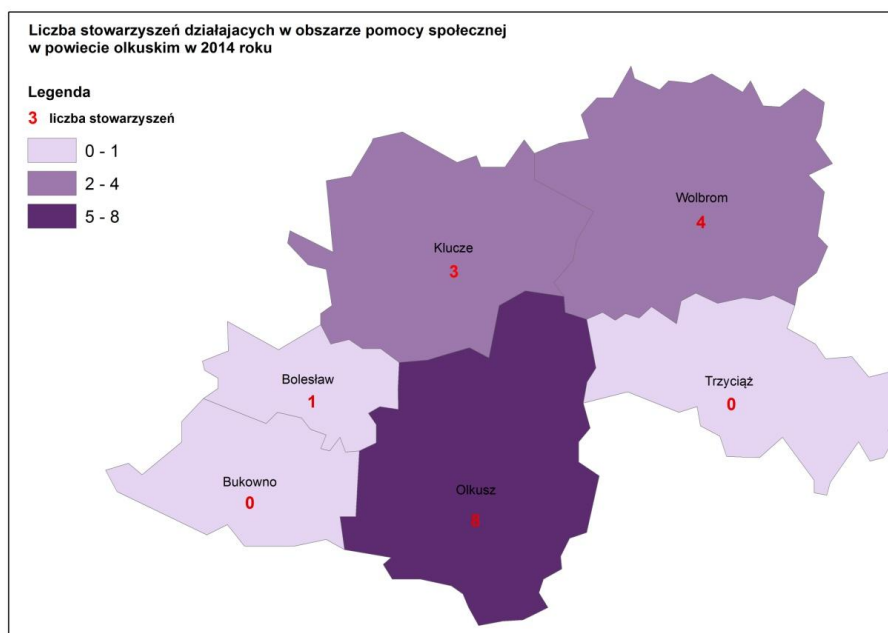 Liczba stowarzyszeń działajacych w obszarze pomocy społecznej
w powiecie olkuskim w 2014 roku
Legenda
3 liczba stowarzyszeń
0 - 1
2 - 4
5 - 8
Wolbrom
4
Klucze
3
Bolesław
1
Trzyciąż
0
Bukowno
0
Olkusz
8